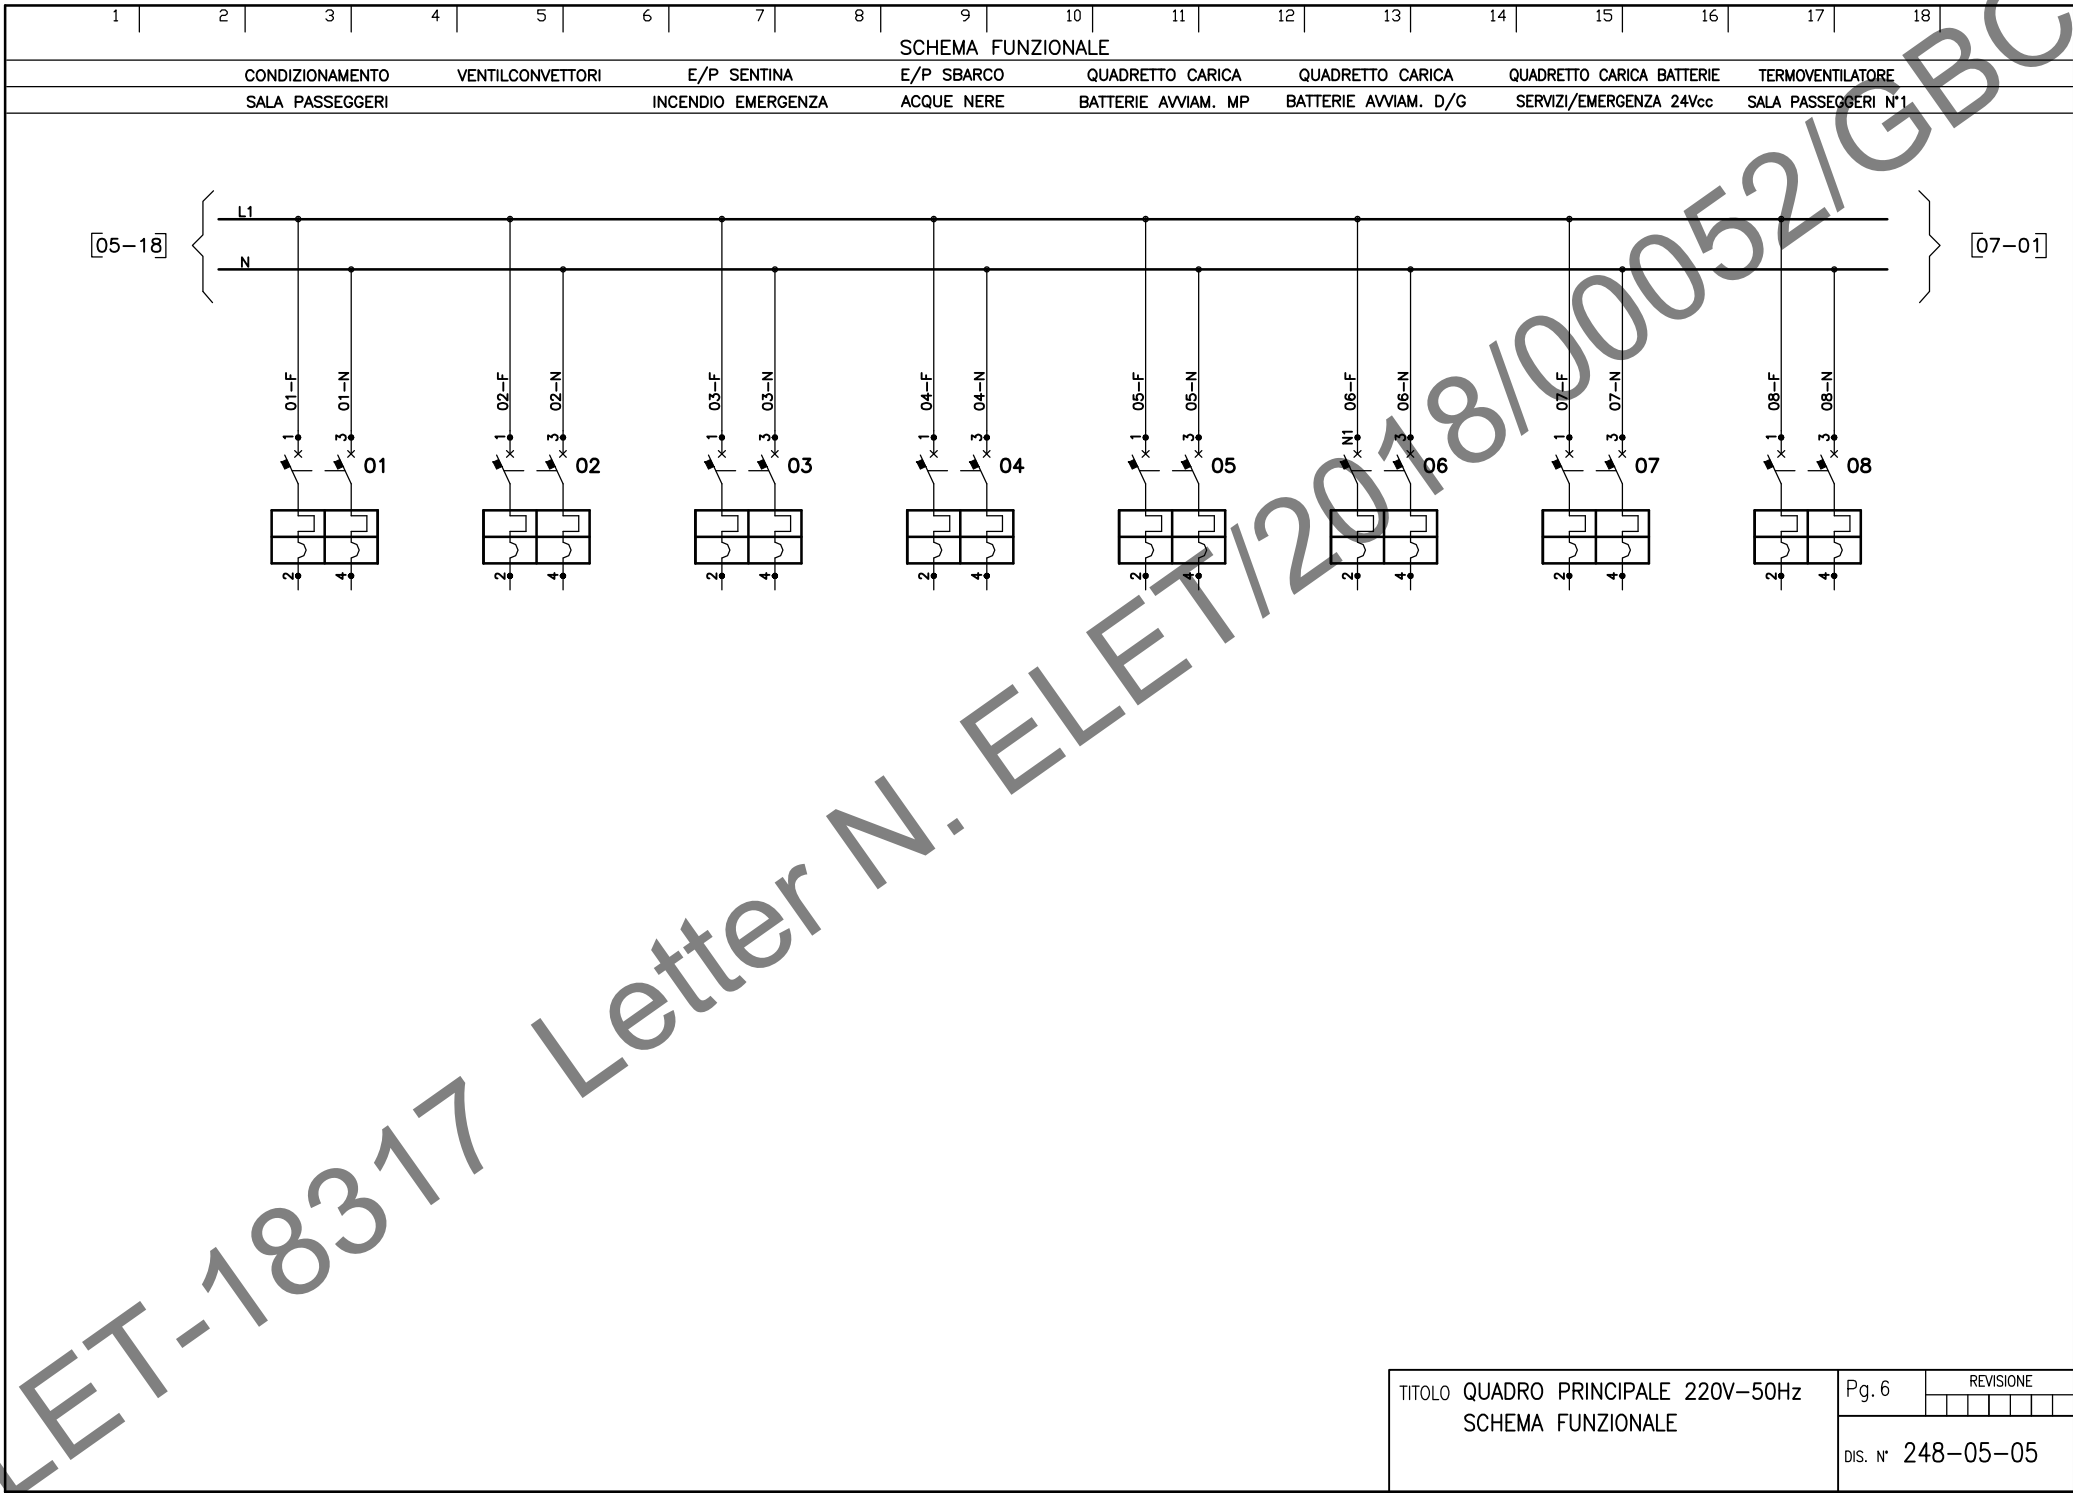 1 2 3 4 5 6 7 8 9 10 11 12 13 14 15 16 17 18
SCHEMA FUNZIONALE
CONDIZIONAMENTO VENTILCONVETTORI E/P SENTINA E/P SBARCO QUADRETTO CARICA QUADRETTO CARICA QUADRETTO CARICA BATTERIE TERMOVENTILATORE
SALA PASSEGGERI INCENDIO EMERGENZA ACQUE NERE BATTERIE AVVIAM. MP BATTERIE AVVIAM. D/G SERVIZI/EMERGENZA 24Vcc SALA PASSEGGERI N°1
L1
[05-18] [07-01]
N
01-F 01-N 02-F 02-N 03-F 03-N 04-F 04-N 05-F 05-N 06-F 06-N 07-F 07-N 08-F 08-N
1 3 1 3 1 3 1 3 1 3 N1 3 1 3 1 3
01 02 03 04 05 06 07 08
2 4 2 4 2 4 2 4 2 4 2 4 2 4 2 4
LET-18317 Letter N. ELET/2018/00052/GBC
TITOLO QUADRO PRINCIPALE 220V-50Hz
SCHEMA FUNZIONALE
Pg. 6
REVISIONE
DIS. N° 248-05-05